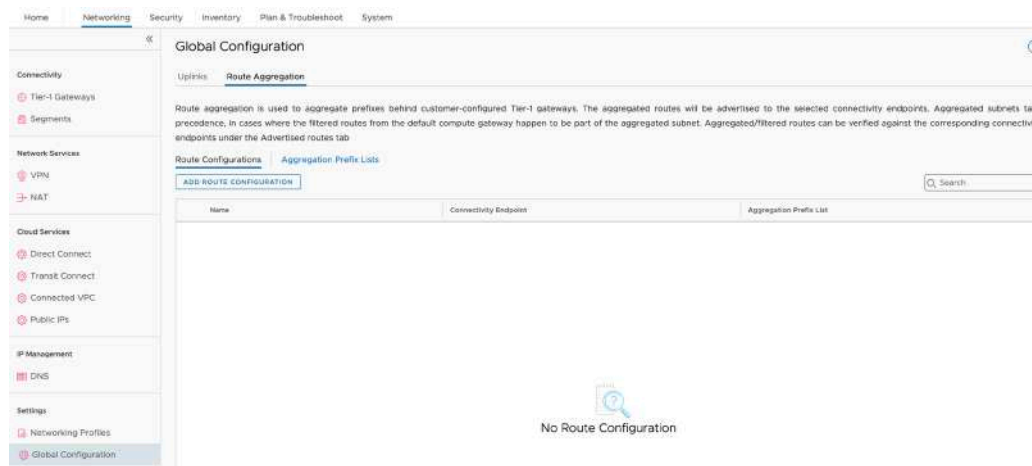 Home Networking Security Inventory Plan & Troubleshoot System
Global Configuration
Connectivity
Tier-1 Gateways
Segments
Network Services
VPN
NAT
Cloud Services
Direct Connect
Transit Connect
Connected VPC
Public IPs
IP Management
DNS
Settings
Networking Profiles
Global Configuration
Uplinks Route Aggregation
Route aggregation is used to aggregate prefixes behind customer-configured Tier-1 gateways. The aggregated routes will be advertised to the selected connectivity endpoints. Aggregated subnets ta
precedence, in cases where the filtered routes from the default compute gateway happen to be part of the aggregated subnet. Aggregated/filtered routes can be verified against the corresponding connectiv
endpoints under the Advertised routes tab
Route Configurations Aggregation Prefix Lists
ADD ROUTE CONFIGURATION
Search
Name Connectivity Endpoint Aggregation Prefix List
No Route Configuration